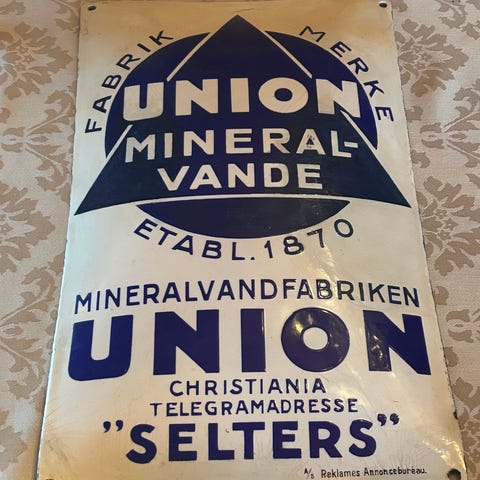 FABRIK MERKE
UNION
MINERAL-
VANDE
ETABL. 1870
MINERALVANDFABRIKEN
UNION
CHRISTIANIA
TELEGRAMADRESSE
"SELTERS"
A/S Reklames Annoncebureau.